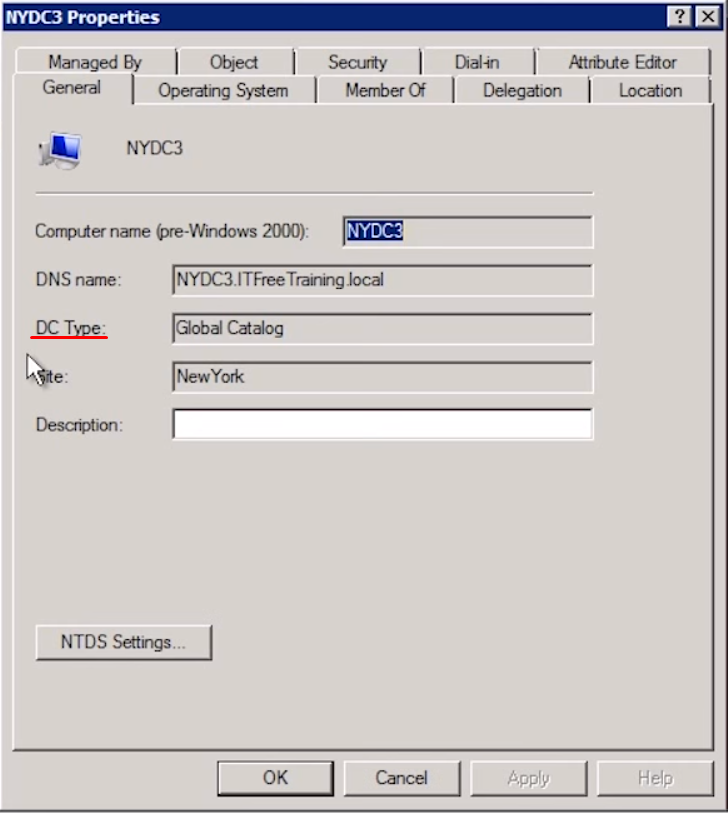 NYDC3 Properties
Managed By Object Security Dial-in Attribute Editor
General Operating System Member Of Delegation Location
NYDC3
Computer name (pre-Windows 2000): NYDC3
DNS name: NYDC3.ITFreeTraining.local
DC Type: Global Catalog
Site: NewYork
Description:
NTDS Settings...
OK Cancel Apply Help